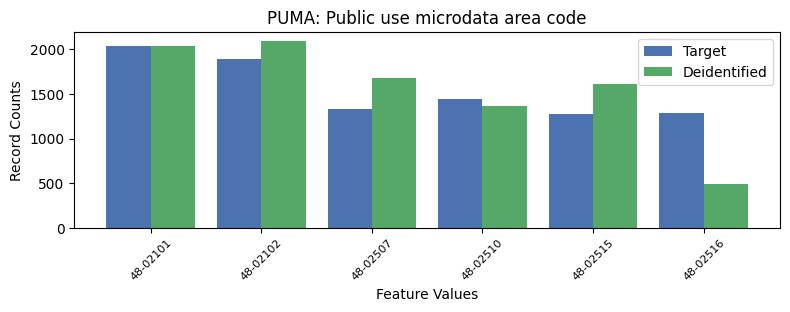 PUMA: Public use microdata area code
Target
Deidentified
Record Counts
2000
1500
1000
500
0
48-02101
48-02102
48-02507
48-02510
48-02515
48-02516
Feature Values